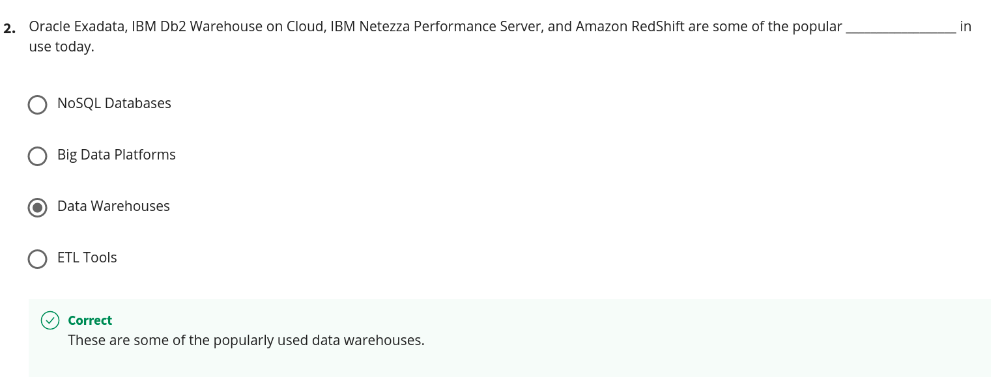 2. Oracle Exadata, IBM Db2 Warehouse on Cloud, IBM Netezza Performance Server, and Amazon RedShift are some of the popular _________________ in
use today.
NoSQL Databases
Big Data Platforms
Data Warehouses
ETL Tools
Correct
These are some of the popularly used data warehouses.